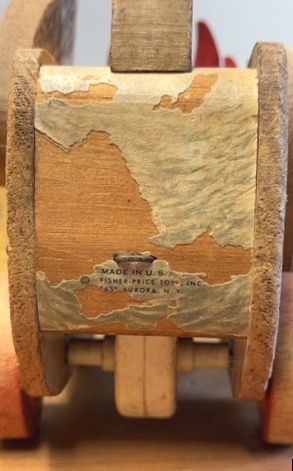 MADE IN U.S.A.
FISHER-PRICE TOYS, INC.
EAST AURORA, N.Y.